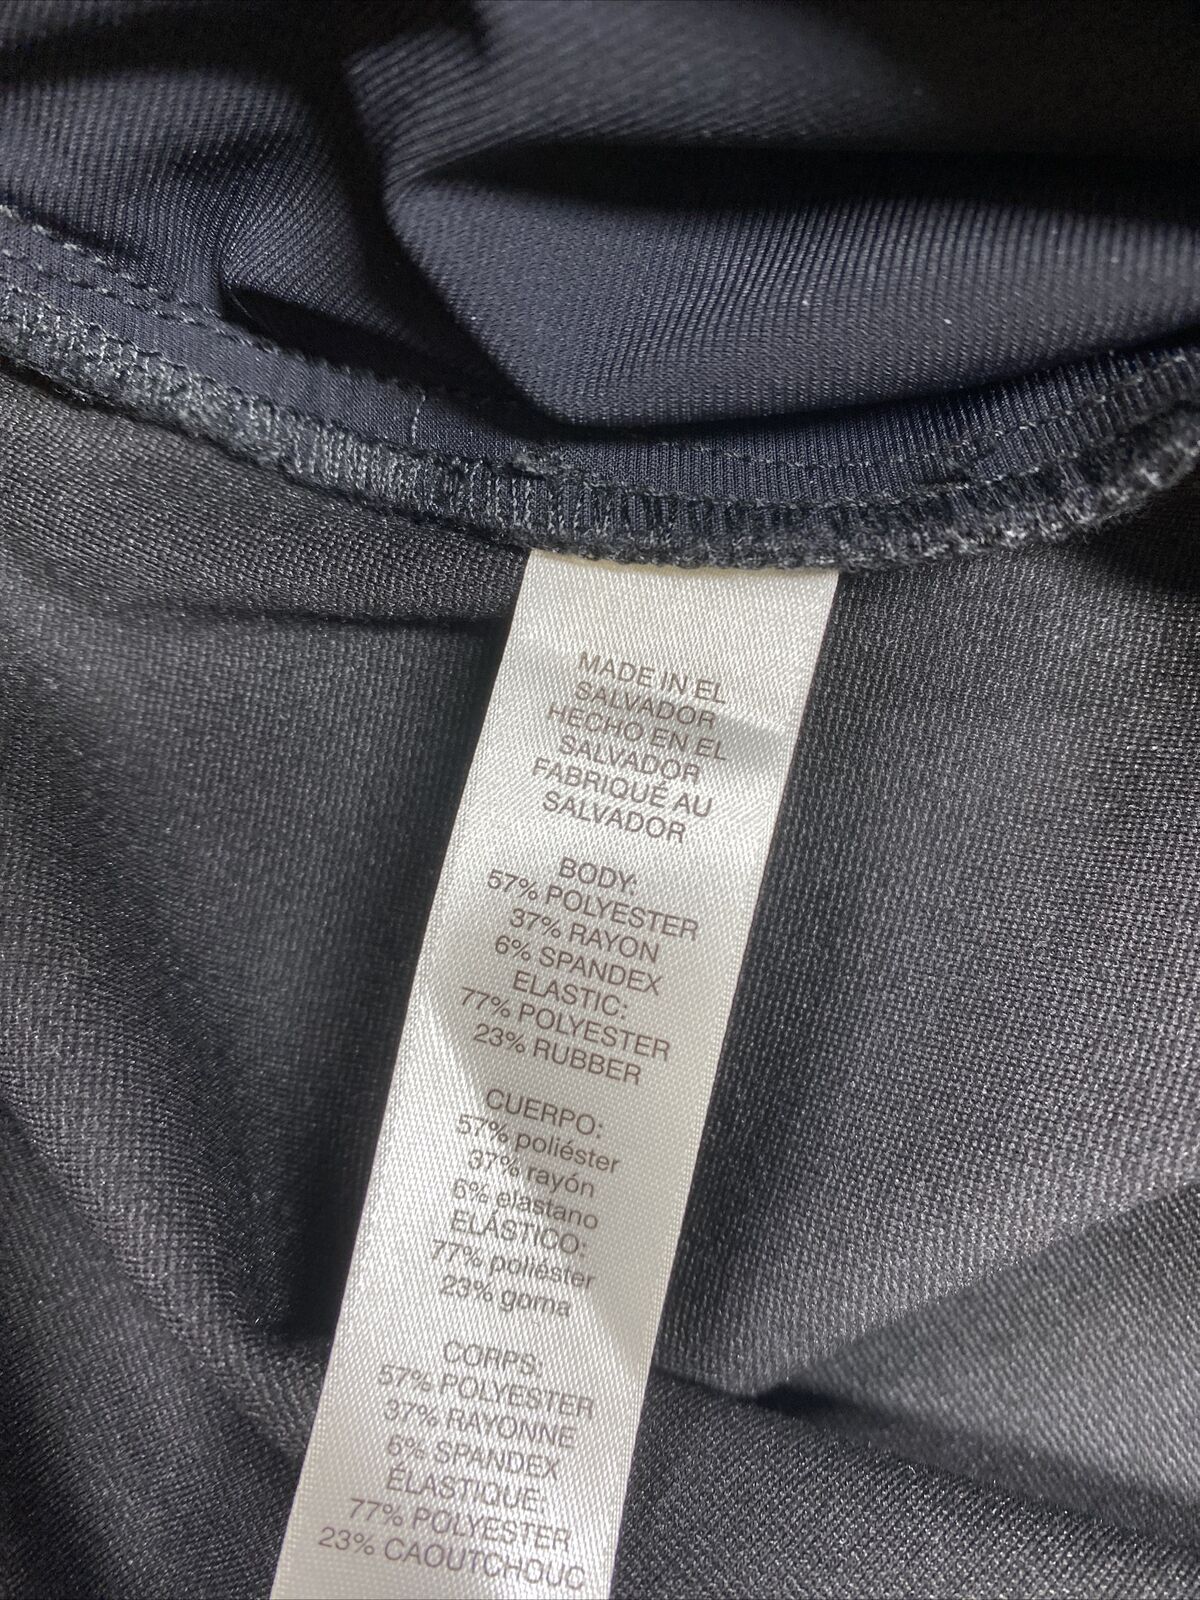 MADE IN EL
SALVADOR
HECHO EN EL
SALVADOR
FABRIQUÉ AU
SALVADOR
BODY:
57% POLYESTER
37% RAYON
6% SPANDEX
ELASTIC:
77% POLYESTER
23% RUBBER
CUERPO:
57% poliéster
37% rayón
6% elastano
ELÁSTICO:
77% poliéster
23% goma
CORPS:
57% POLYESTER
37% RAYONNE
6% SPANDEX
ÉLASTIQUE:
77% POLYESTER
23% CAOUTCHOUC